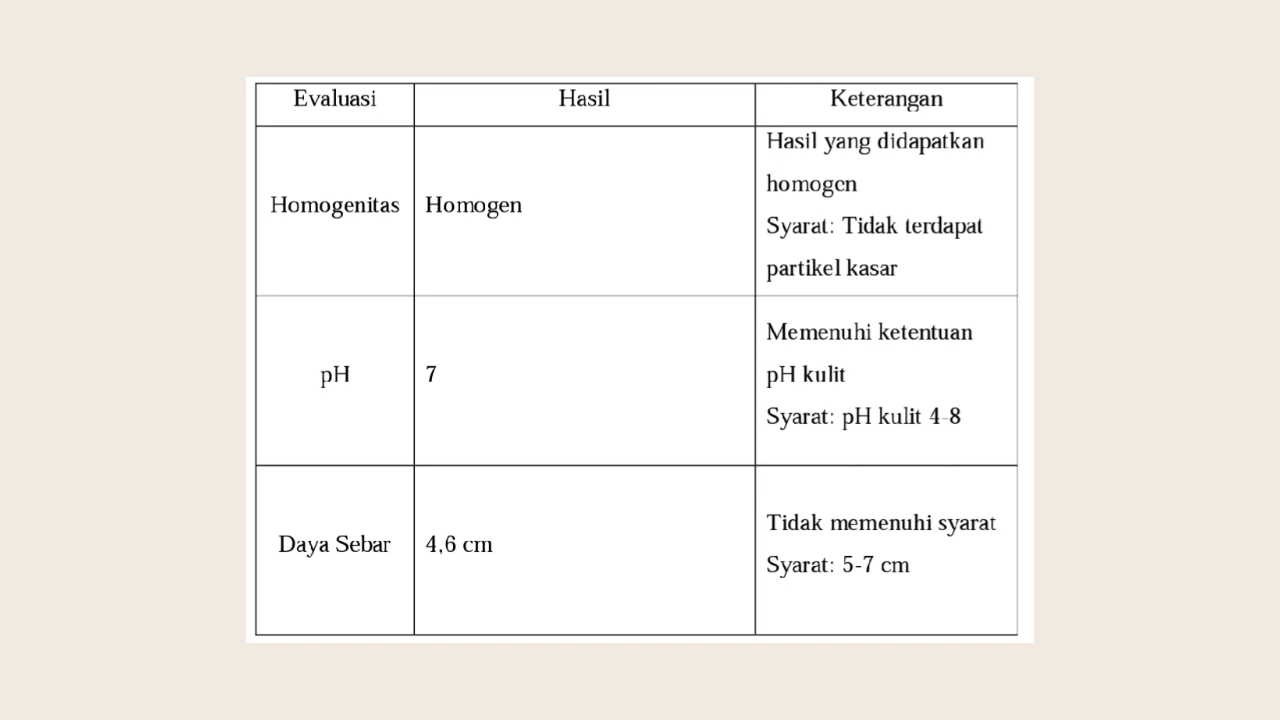 Evaluasi Hasil Keterangan
Homogenitas Homogen Hasil yang didapatkan
homogen
Syarat: Tidak terdapat
partikel kasar
pH 7 Memenuhi ketentuan
pH kulit
Syarat: pH kulit 4-8
Daya Sebar 4,6 cm Tidak memenuhi syarat
Syarat: 5-7 cm